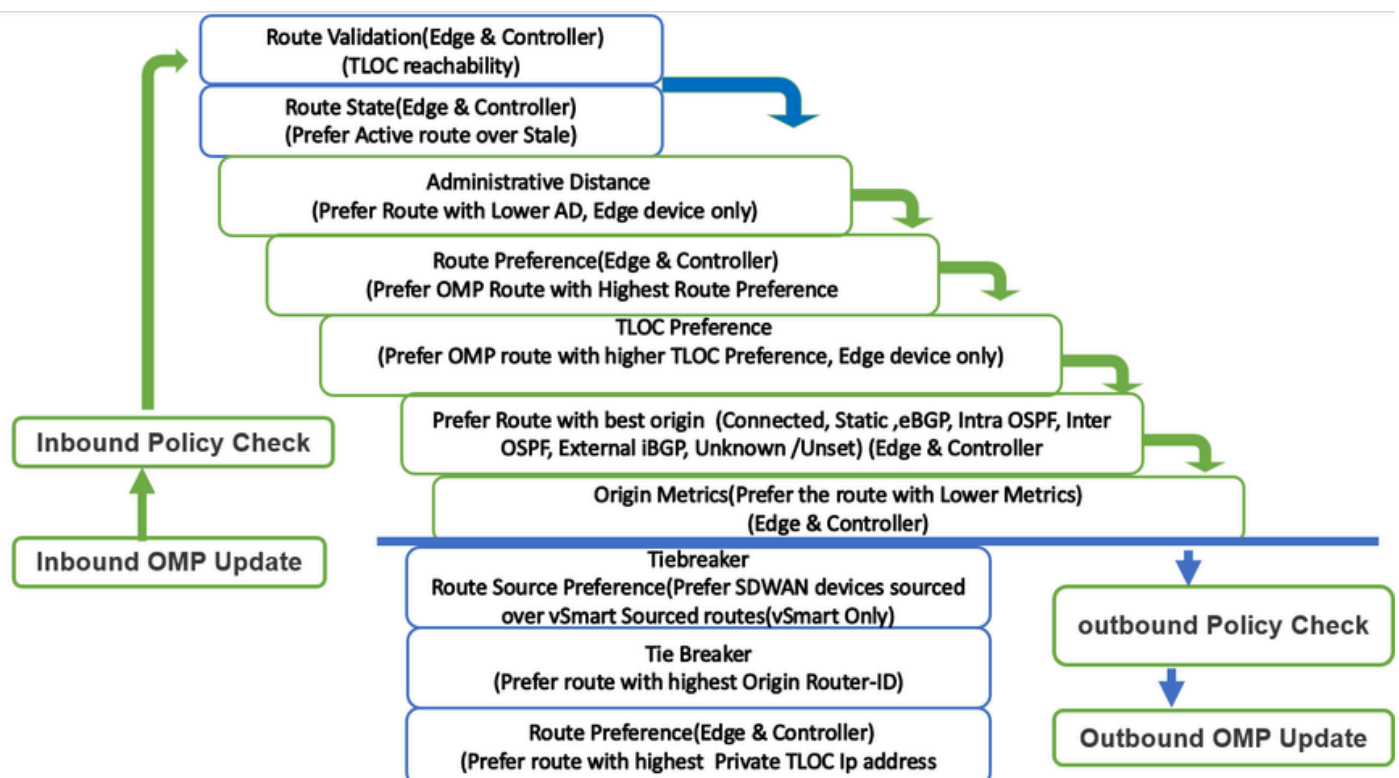 Route Validation(Edge & Controller)
(TLOC reachability)
Route State(Edge & Controller)
(Prefer Active route over Stale)
Administrative Distance
(Prefer Route with Lower AD, Edge device only)
Route Preference(Edge & Controller)
(Prefer OMP Route with Highest Route Preference
TLOC Preference
(Prefer OMP route with higher TLOC Preference, Edge device only)
Prefer Route with best origin (Connected, Static ,eBGP, Intra OSPF, Inter
OSPF, External iBGP, Unknown /Unset) (Edge & Controller
Inbound Policy Check
Origin Metrics(Prefer the route with Lower Metrics)
(Edge & Controller)
Inbound OMP Update
Tiebreaker
Route Source Preference(Prefer SDWAN devices sourced
over vSmart Sourced routes(vSmart Only)
Tie Breaker
(Prefer route with highest Origin Router-ID)
Route Preference(Edge & Controller)
(Prefer route with highest Private TLOC Ip address
outbound Policy Check
Outbound OMP Update